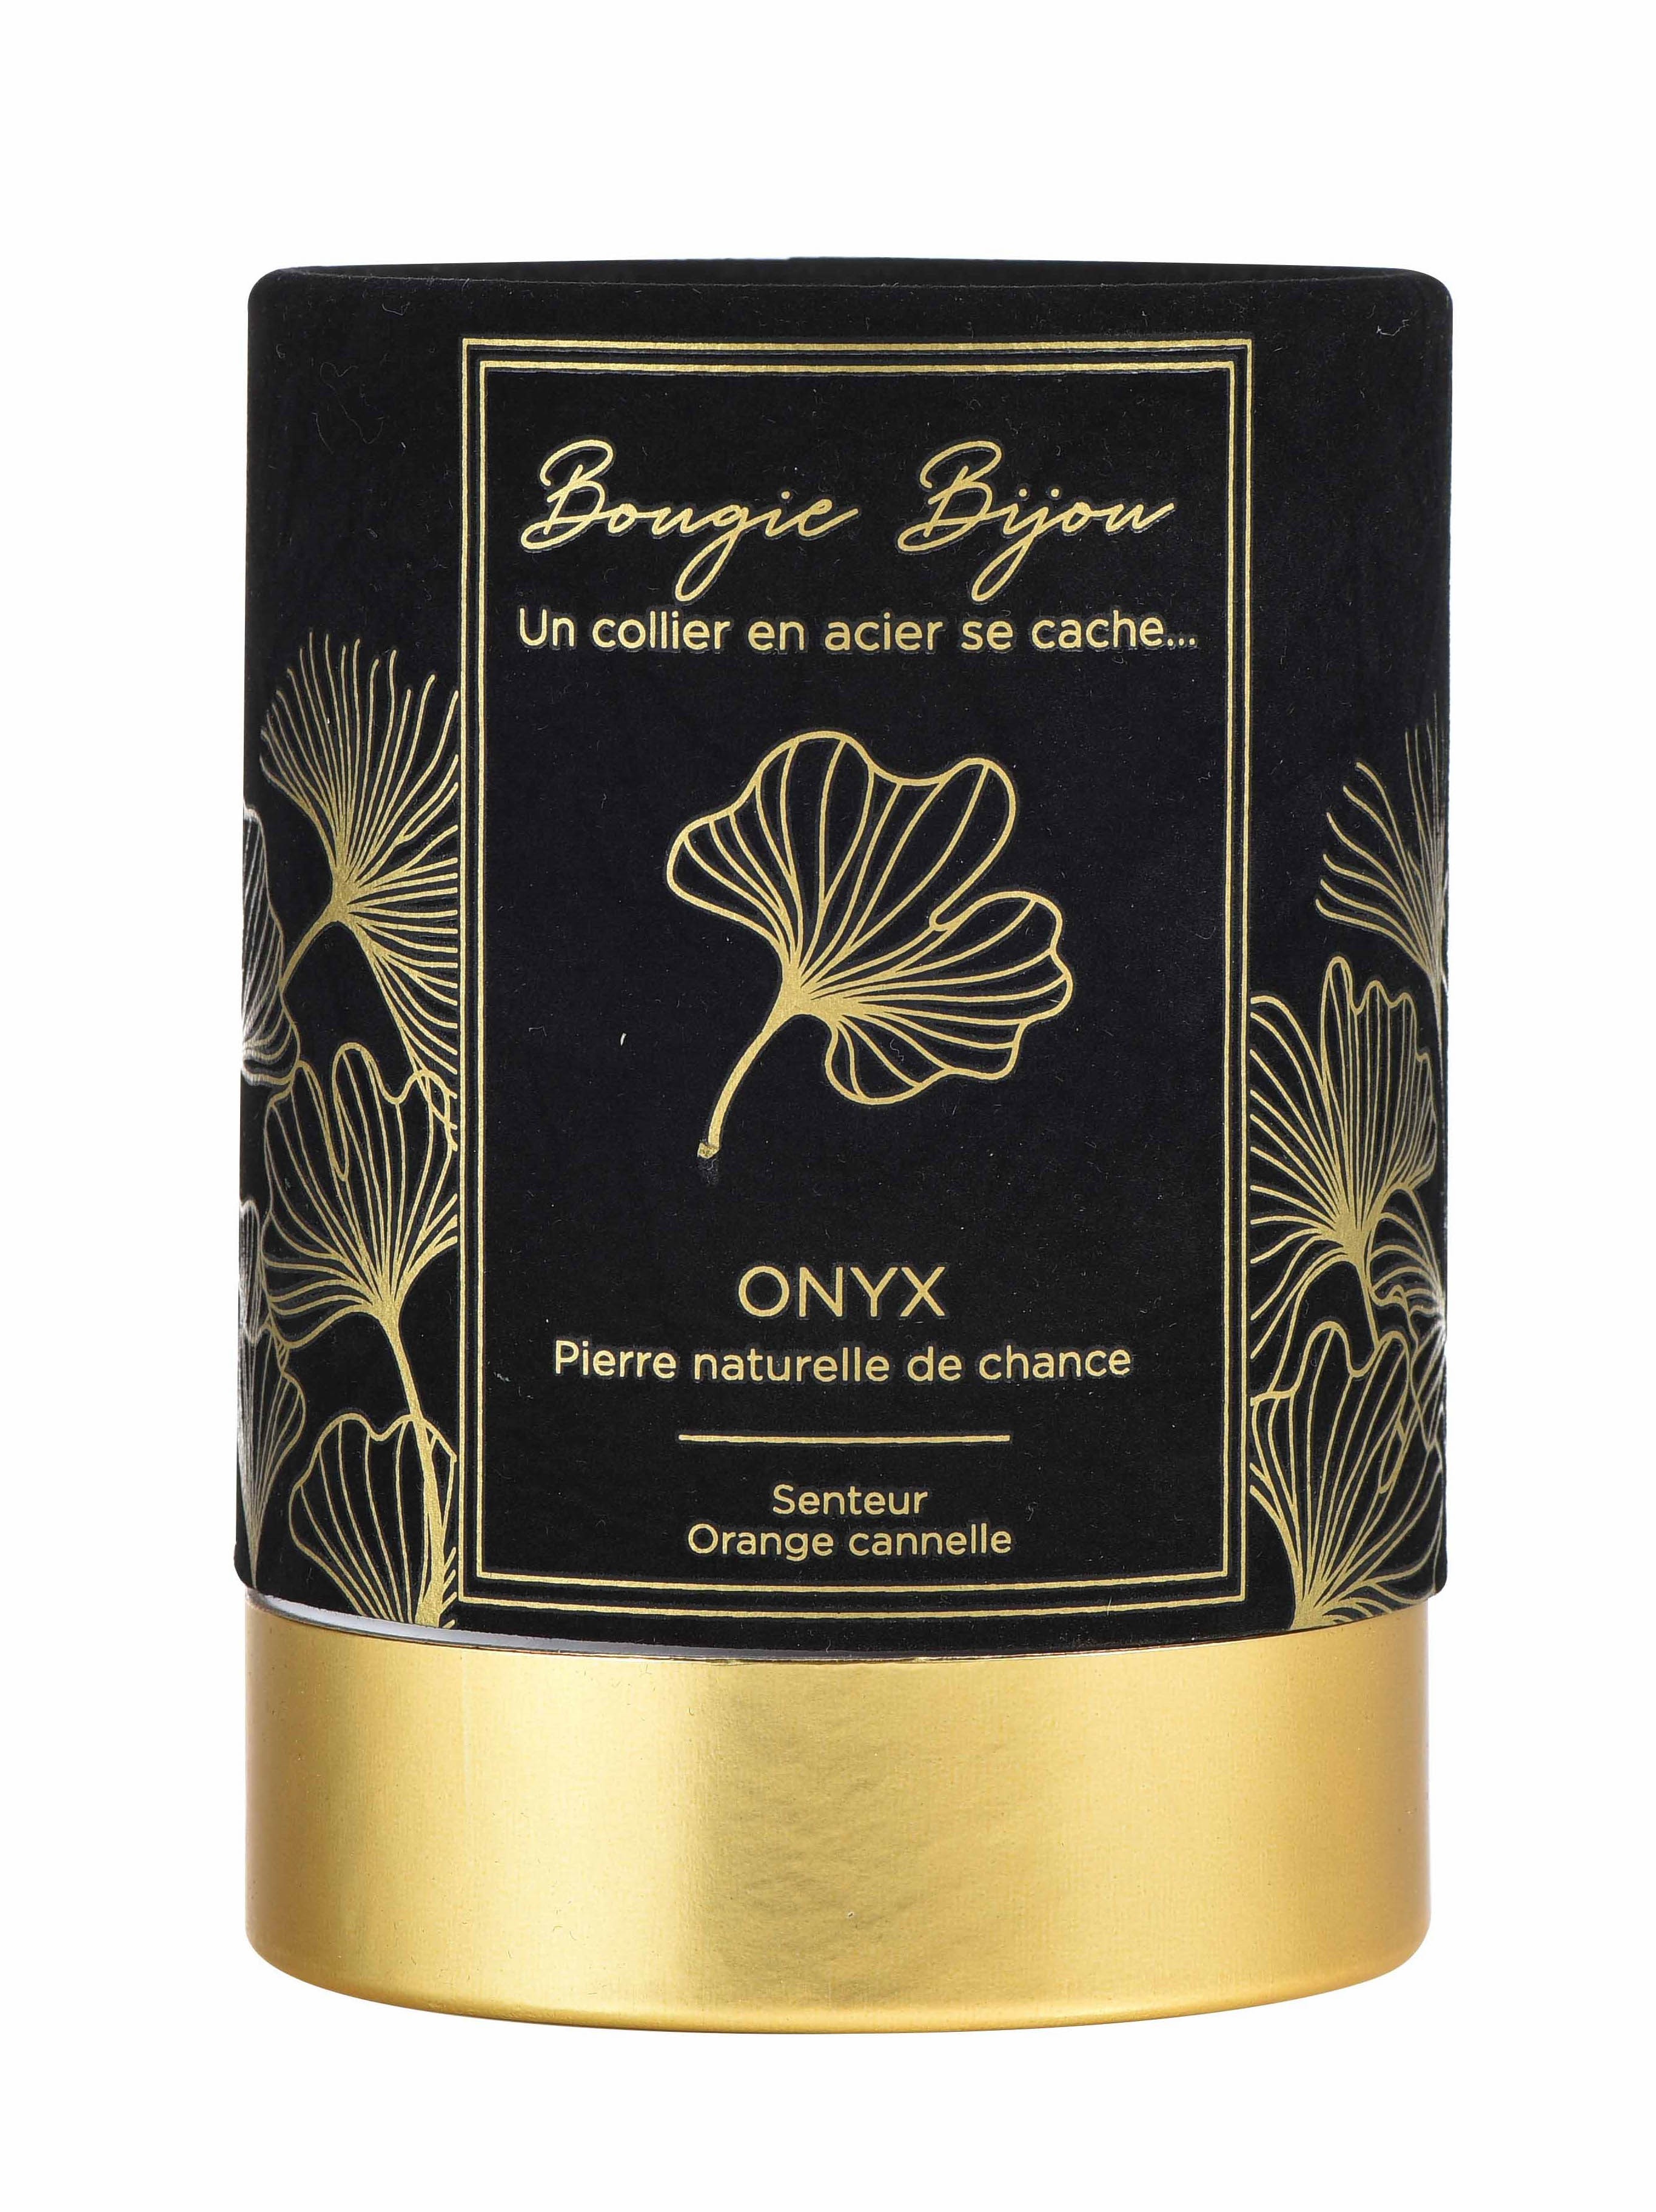 Bougie Bijou
Un collier en acier se cache...
ONYX
Pierre naturelle de chance
Senteur
Orange cannelle